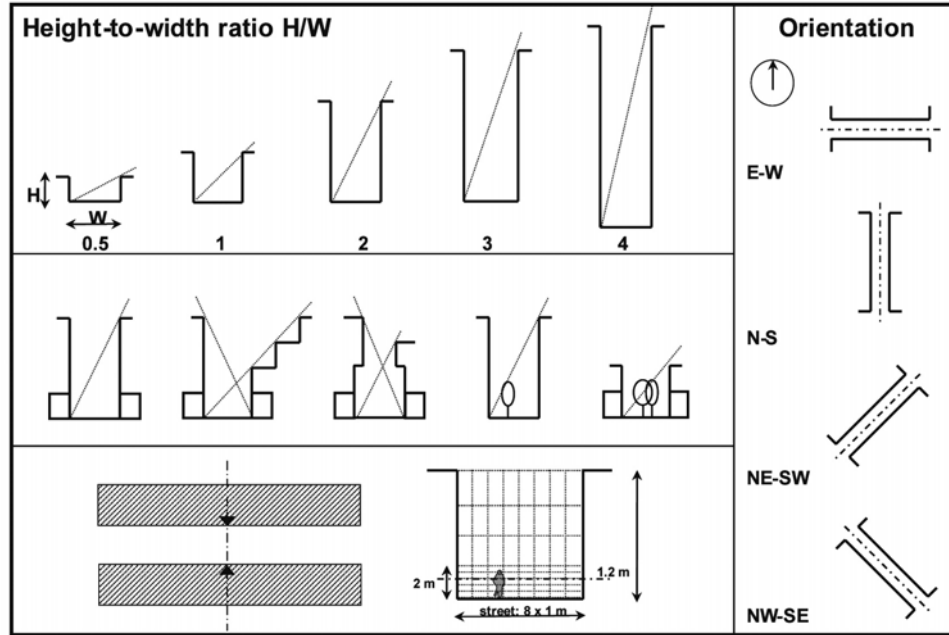 Height-to-width ratio H/W
H
W
0.5
1
2
3
4
2 m
1.2 m
street: 8 x 1 m
Orientation
E-W
N-S
NE-SW
NW-SE